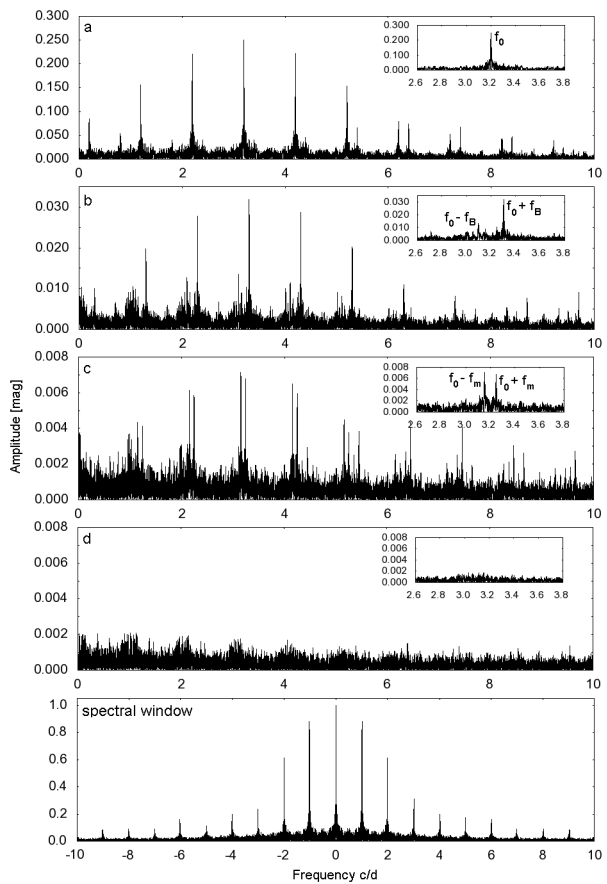 a
0.300
0.250
0.200
0.150
0.100
0.050
0.000
0 2 4 6 8 10
0.300
0.200
0.100
0.000
f0
2.6 2.8 3.0 3.2 3.4 3.6 3.8
b
0.030
0.020
0.010
0.000
0 2 4 6 8 10
0.030
0.020
0.010
0.000
f0 - fB
f0 + fB
2.6 2.8 3.0 3.2 3.4 3.6 3.8
Amplitude [mag]
c
0.008
0.006
0.004
0.002
0.000
0 2 4 6 8 10
0.008
0.006
0.004
0.002
0.000
f0 - fm
f0 + fm
2.6 2.8 3.0 3.2 3.4 3.6 3.8
d
0.008
0.006
0.004
0.002
0.000
0 2 4 6 8 10
0.008
0.006
0.004
0.002
0.000
2.6 2.8 3.0 3.2 3.4 3.6 3.8
spectral window
1.0
0.8
0.6
0.4
0.2
0.0
-10 -8 -6 -4 -2 0 2 4 6 8 10
Frequency c/d